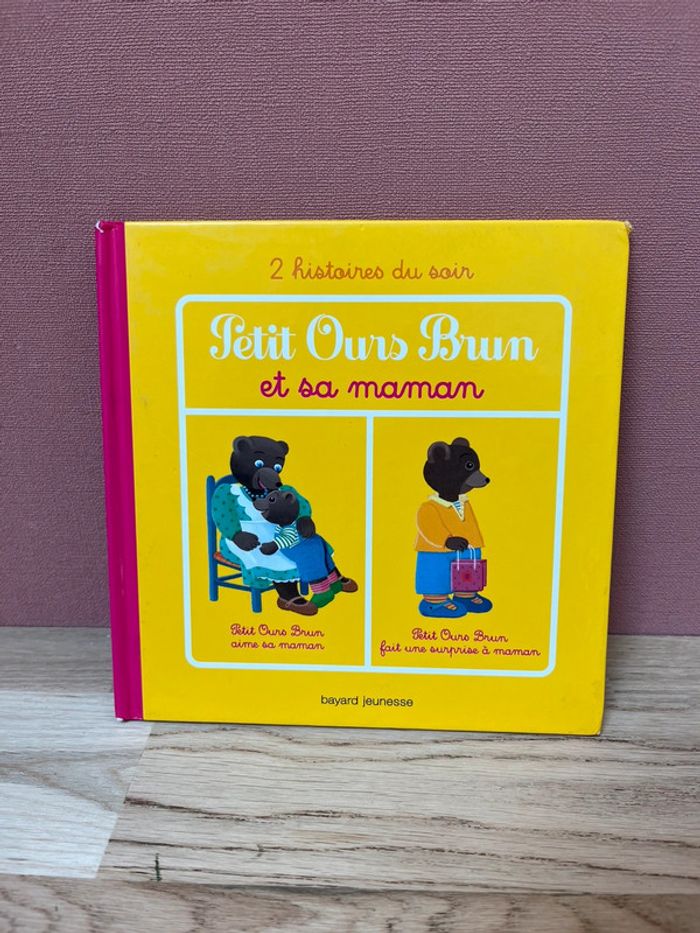 2 histoires du soir
Petit Ours Brun
et sa maman
Petit Ours Brun
aime sa maman
Petit Ours Brun
fait une surprise à maman
bayard jeunesse